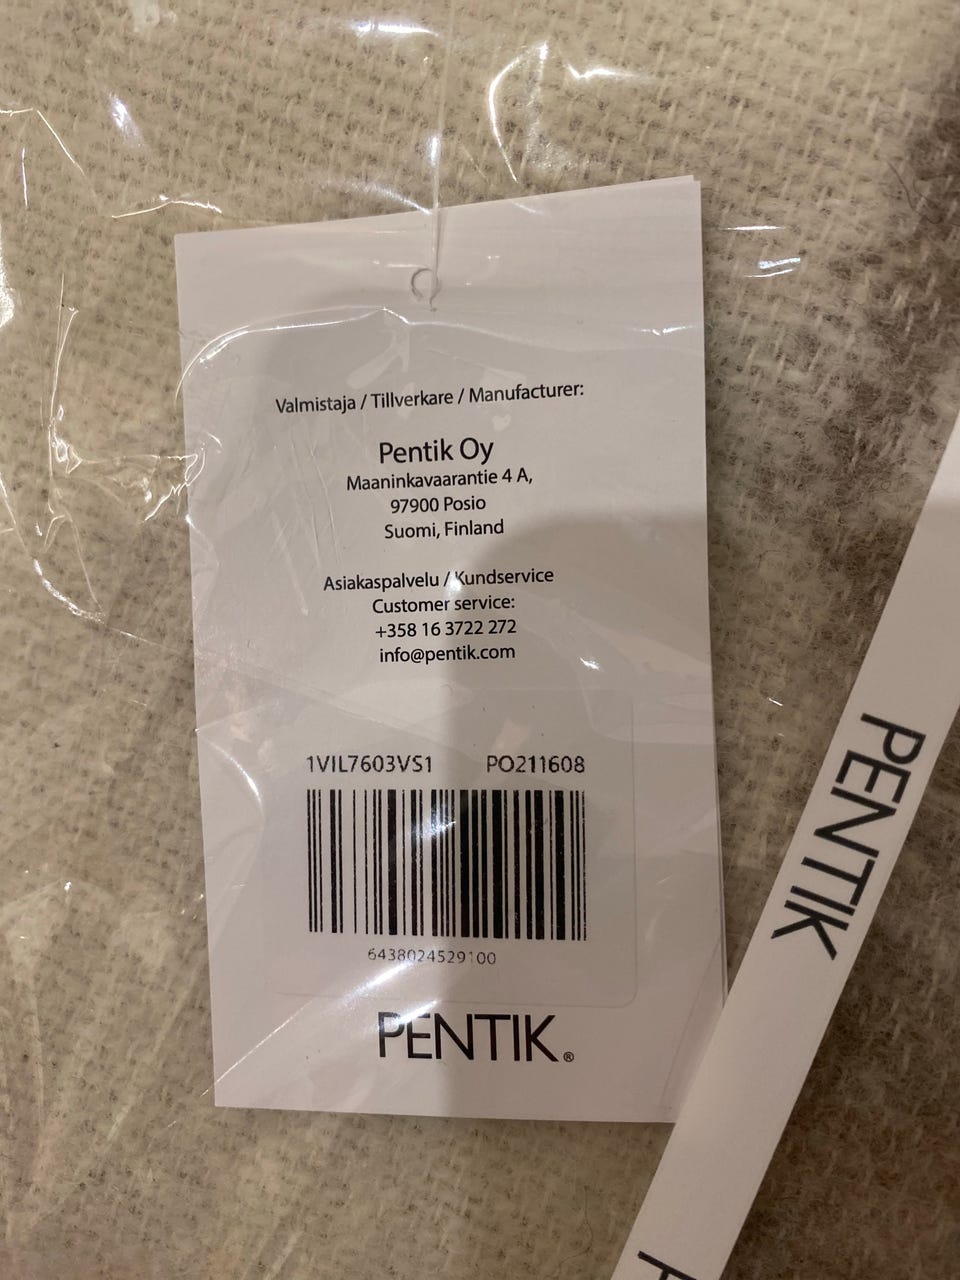 Valmistaja / Tillverkare / Manufacturer:
Pentik Oy
Maaninkavaarantie 4 A,
97900 Posio
Suomi, Finland
Asiakaspalvelu / Kundservice
Customer service:
+358 16 3722 272
info@pentik.com
1VIL7603VS1 PO211608
6438024529100
PENTIK®
PENTIK